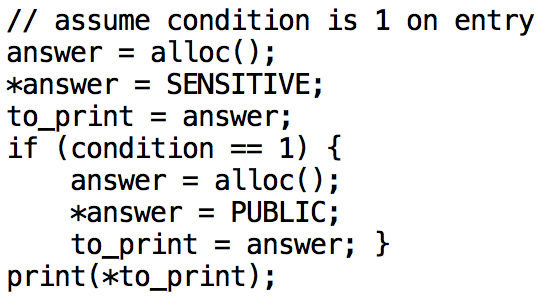 // assume condition is 1 on entry
answer = alloc();
*answer = SENSITIVE;
to_print = answer;
if (condition == 1) {
    answer = alloc();
    *answer = PUBLIC;
    to_print = answer; }
print(*to_print);